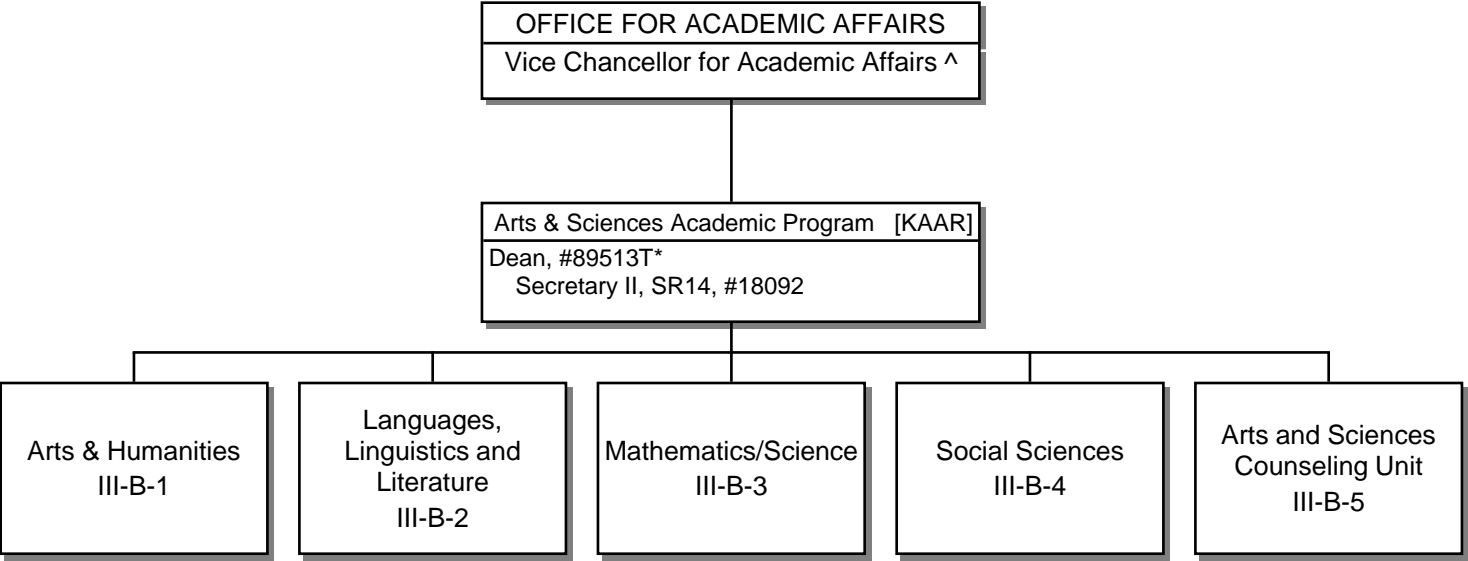 OFFICE FOR ACADEMIC AFFAIRS
Vice Chancellor for Academic Affairs ^
Arts & Sciences Academic Program [KAAR]
Dean, #89513T*
Secretary II, SR14, #18092
Arts & Humanities
III-B-1
Languages,
Linguistics and
Literature
III-B-2
Mathematics/Science
III-B-3
Social Sciences
III-B-4
Arts and Sciences
Counseling Unit
III-B-5